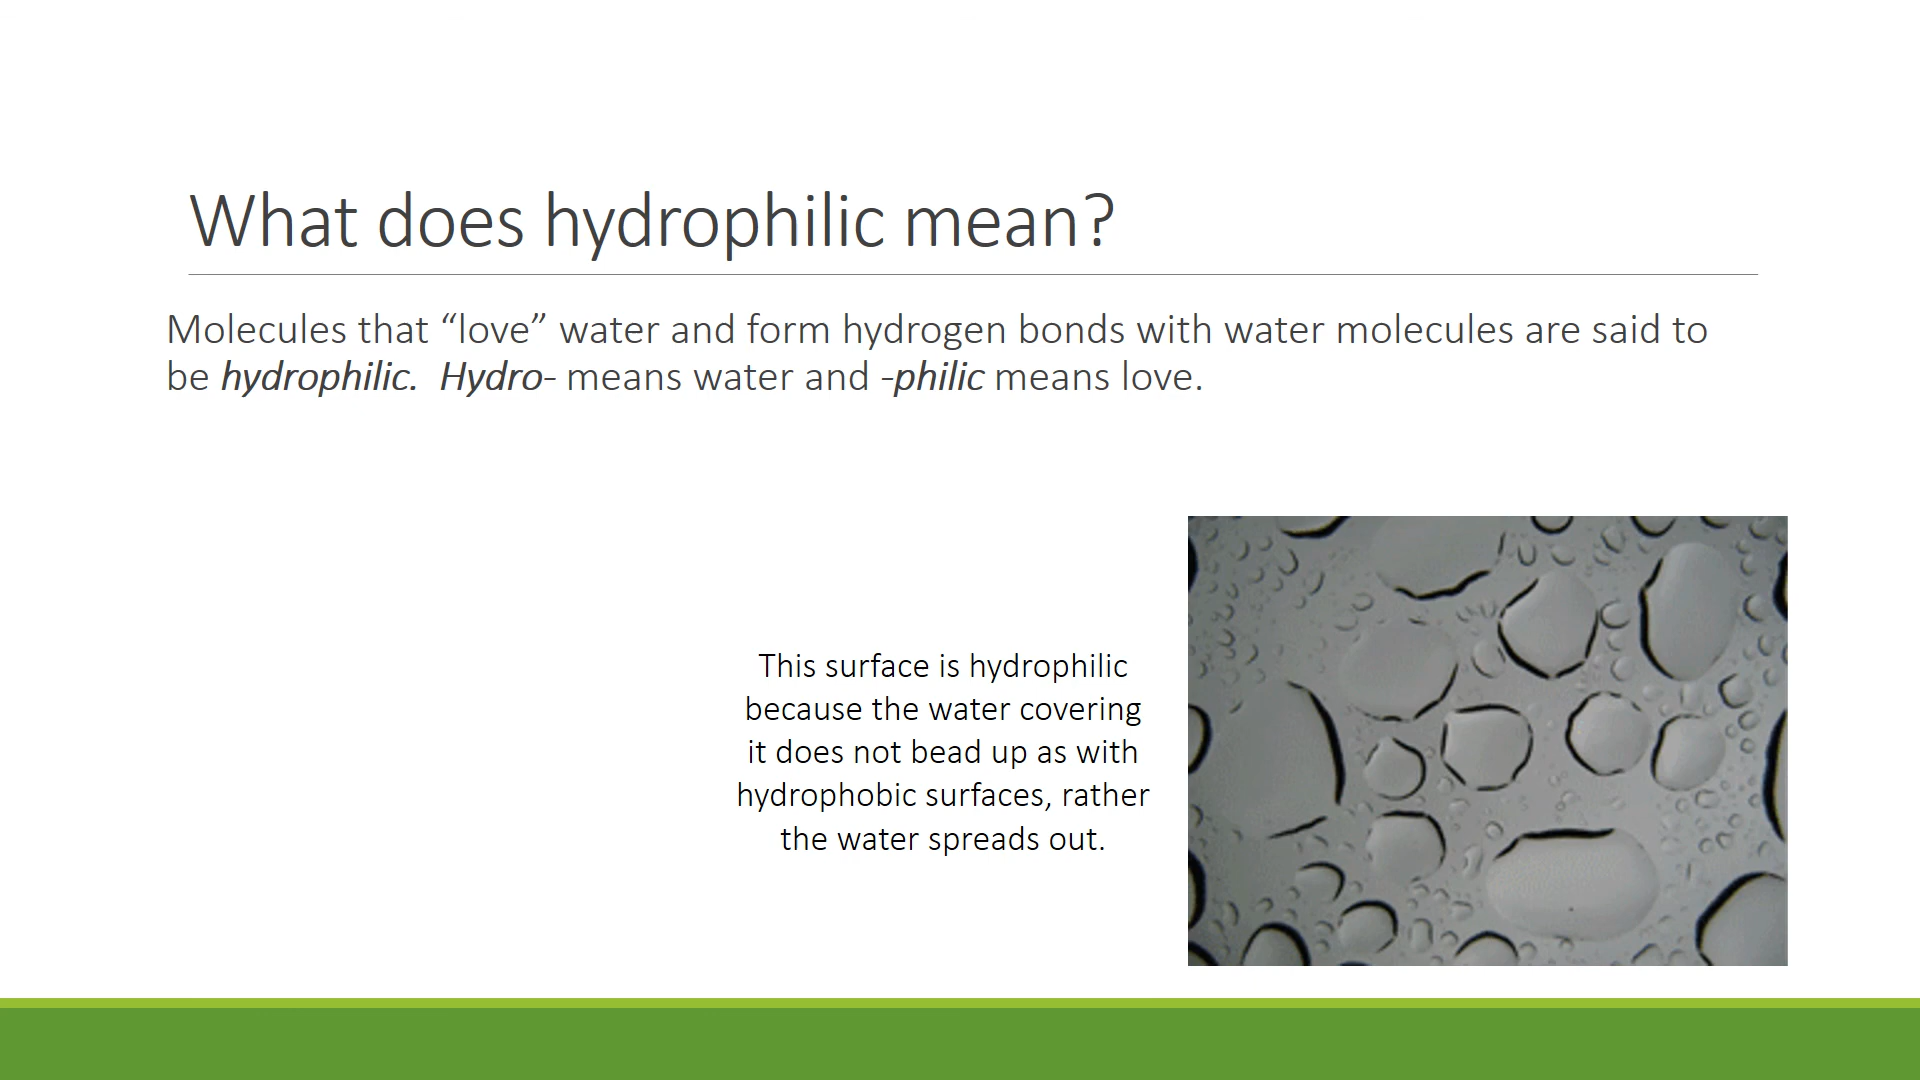 What does hydrophilic mean?
Molecules that “love” water and form hydrogen bonds with water molecules are said to
be hydrophilic.  Hydro- means water and -philic means love.
This surface is hydrophilic
because the water covering
it does not bead up as with
hydrophobic surfaces, rather
the water spreads out.